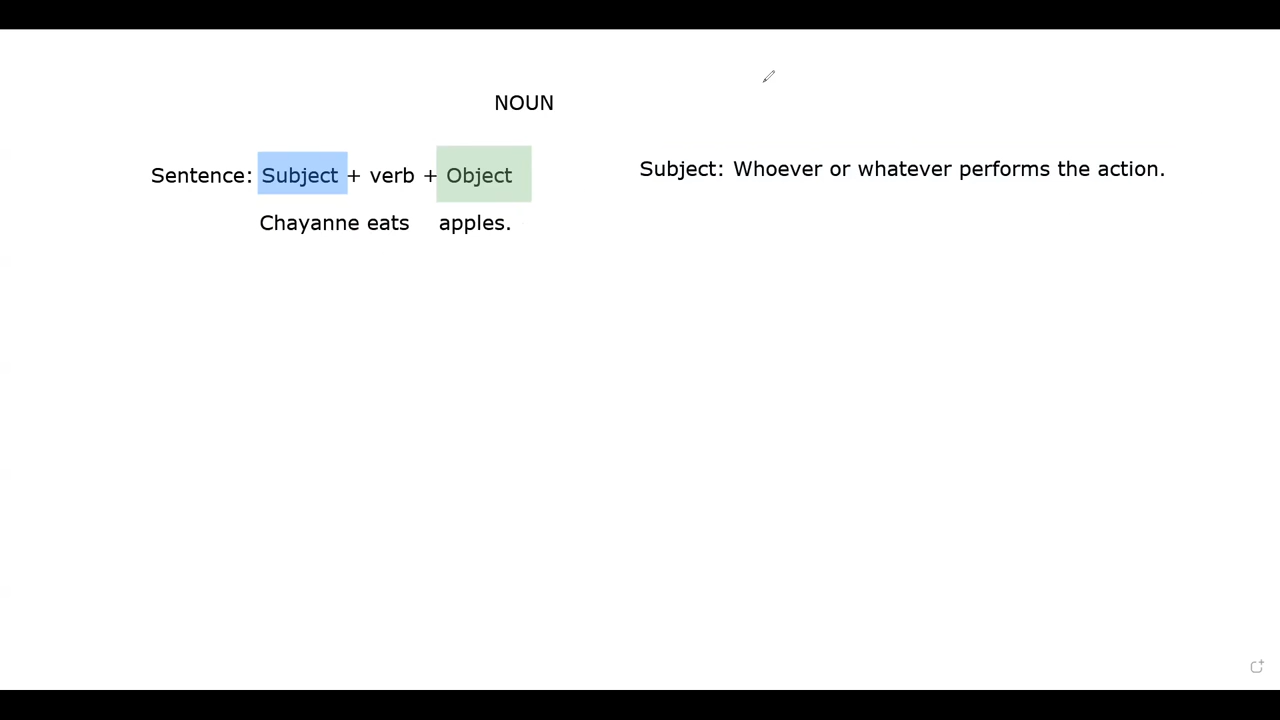 NOUN
Sentence: Subject + verb + Object
Chayanne eats apples.
Subject: Whoever or whatever performs the action.